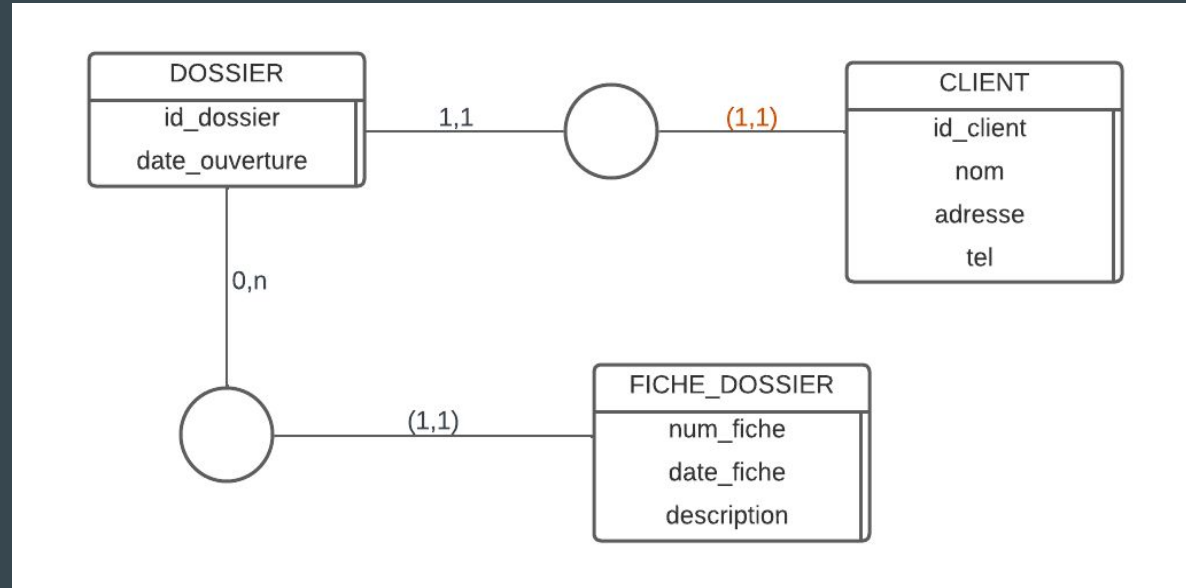 DOSSIER
id_dossier
date_ouverture
1,1
(1,1)
CLIENT
id_client
nom
adresse
tel
0,n
(1,1)
FICHE_DOSSIER
num_fiche
date_fiche
description